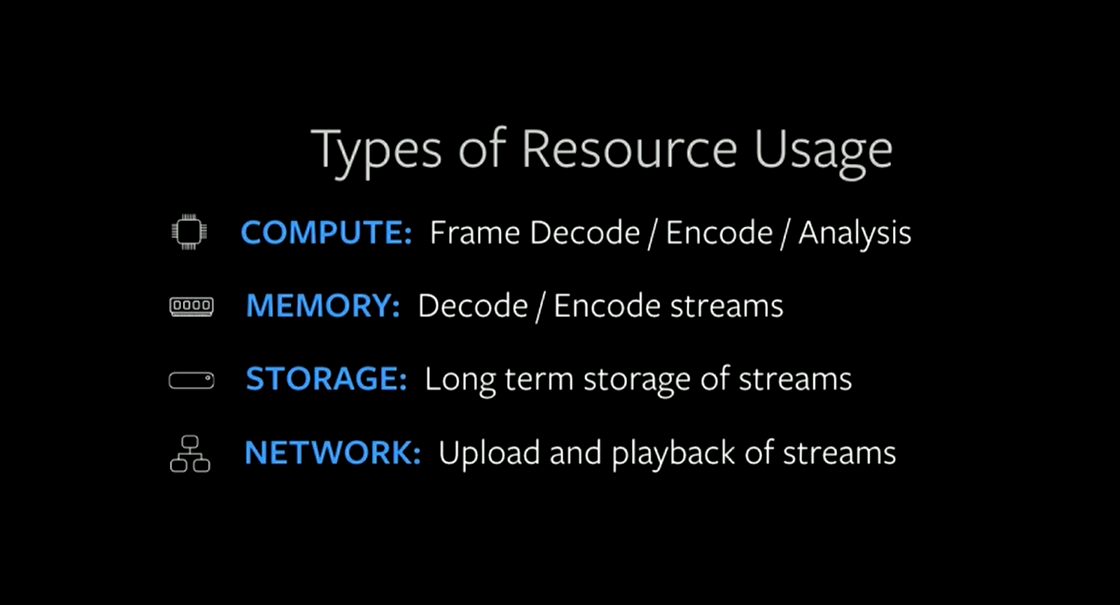 Types of Resource Usage
COMPUTE: Frame Decode / Encode / Analysis
MEMORY: Decode / Encode streams
STORAGE: Long term storage of streams
NETWORK: Upload and playback of streams